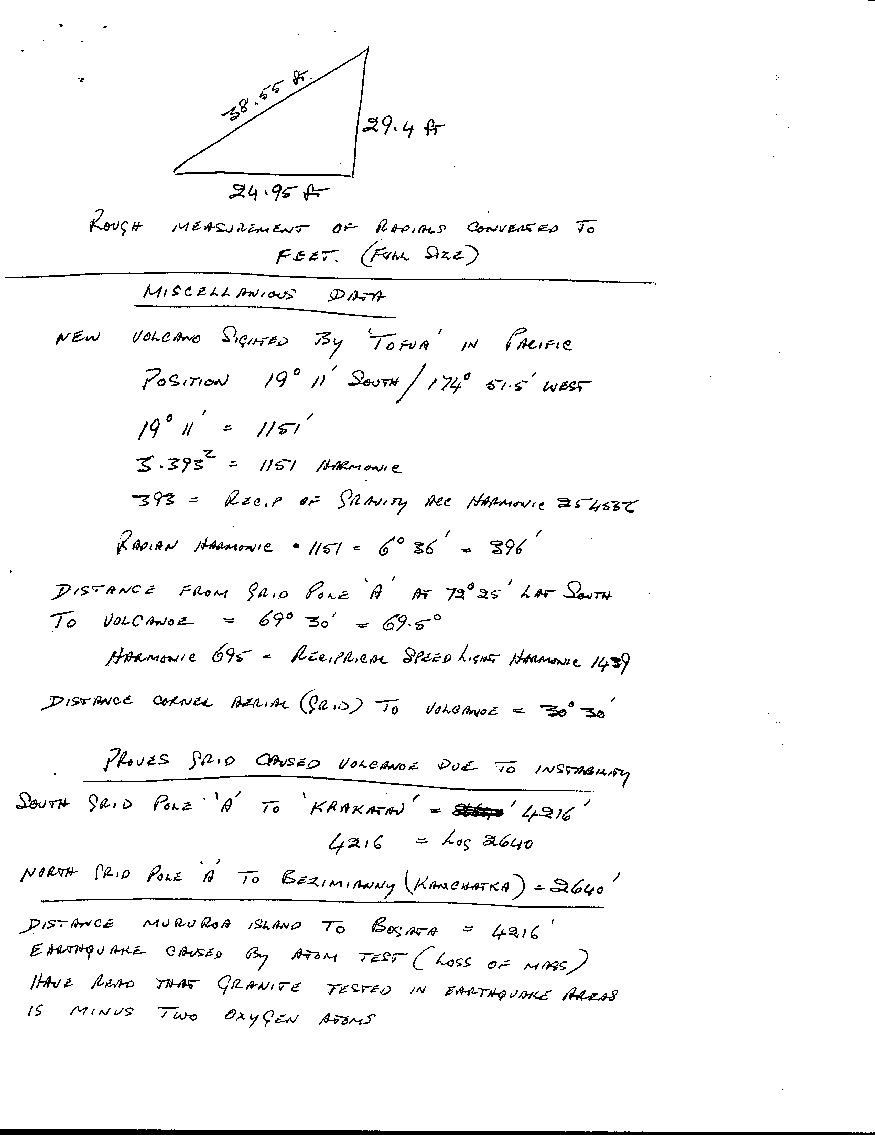 38.55 ft.
29.4 ft
24.95 ft
ROUGH MEASUREMENT OF RADIALS CONVERTED TO
FEET. (FULL SIZE)
MISCELLANIOUS DATA
NEW VOLCANO SIGHTED BY 'TOFUA' IN PACIFIC
POSITION 19° 11' SOUTH / 174° 51.5' WEST
19° 11' = 1151'
3.393² = 1151 HARMONIC
393 = RECIP OF GRAVITY ACC HARMONIC 254535
RADIAN HARMONIC • 1151 = 6° 36' = 396'
DISTANCE FROM GRID POLE 'A' AT 72° 25' LAT SOUTH
TO VOLCANOE = 69° 30' = 69.5°
HARMONIC 695 = RECIPRICAL SPEED LIGHT HARMONIC 1439
DISTANCE CORNER AERIAL (GRID) TO VOLCANOE = 30° 30'
PROVES GRID CAUSED VOLCANOE DUE TO INSTABILITY
SOUTH GRID POLE 'A' TO 'KRAKATAU' = ' 4216'
4216 = LOG 2640
NORTH GRID POLE 'A' TO BEZIMIANNY (KAMCHATKA) = 2640'
DISTANCE MURUROA ISLAND TO BOGATA = 4216'
EARTHQUAKE CAUSED BY ATOM TEST (LOSS OF MASS)
HAVE READ THAT GRANITE TESTED IN EARTHQUAKE AREAS
IS MINUS TWO OXYGEN ATOMS